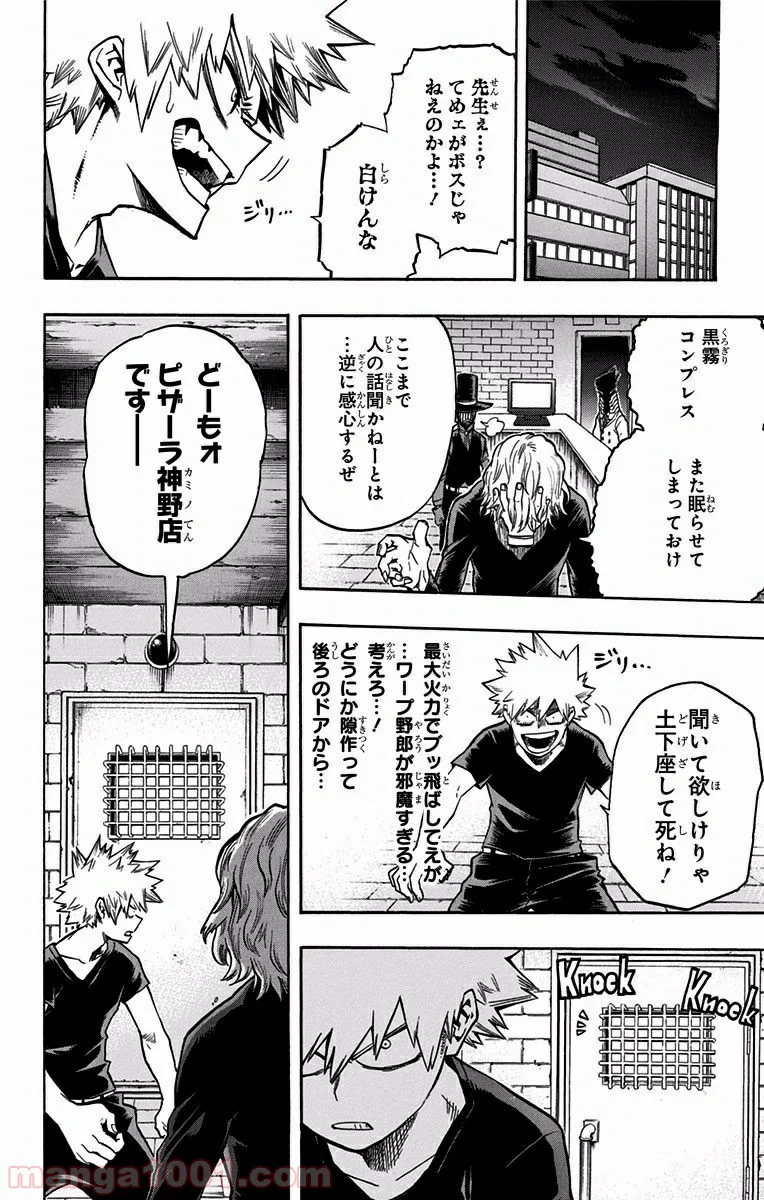 先生ぇ…?
てめェがボスじゃ
ねえのかよ…!
白けんな
ジリ…
黒霧
コンプレス
また眠らせて
しまっておけ
ここまで
人の話聞かねーとは
…逆に感心するぜ
聞いて欲しけりゃ
土下座して死ね!
ジリ…
最大火力でブッ飛ばしてえが
…ワープ野郎が邪魔すぎる…
考えろ…!
どうにか隙作って
後ろのドアから…
Knock
Knock
どーもォ
ピザーラ神野店
です──
manga1001.com